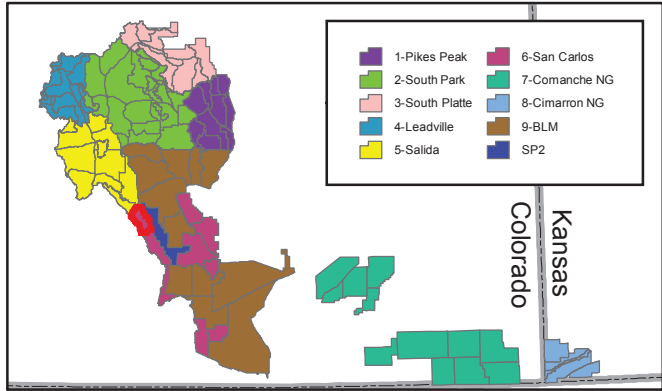 1-Pikes Peak
2-South Park
3-South Platte
4-Leadville
5-Salida
6-San Carlos
7-Comanche NG
8-Cimarron NG
9-BLM
SP2
Colorado
Kansas